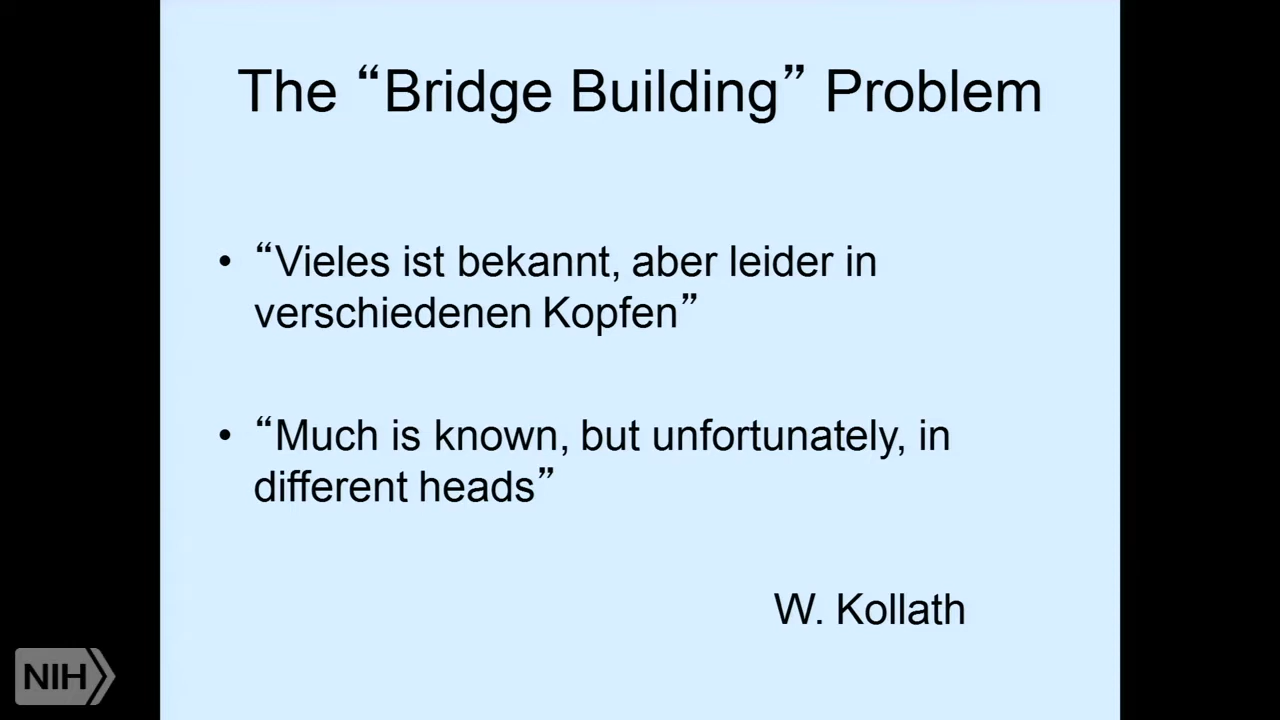 The “Bridge Building” Problem
• “Vieles ist bekannt, aber leider in
verschiedenen Kopfen”
• “Much is known, but unfortunately, in
different heads”
W. Kollath
NIH